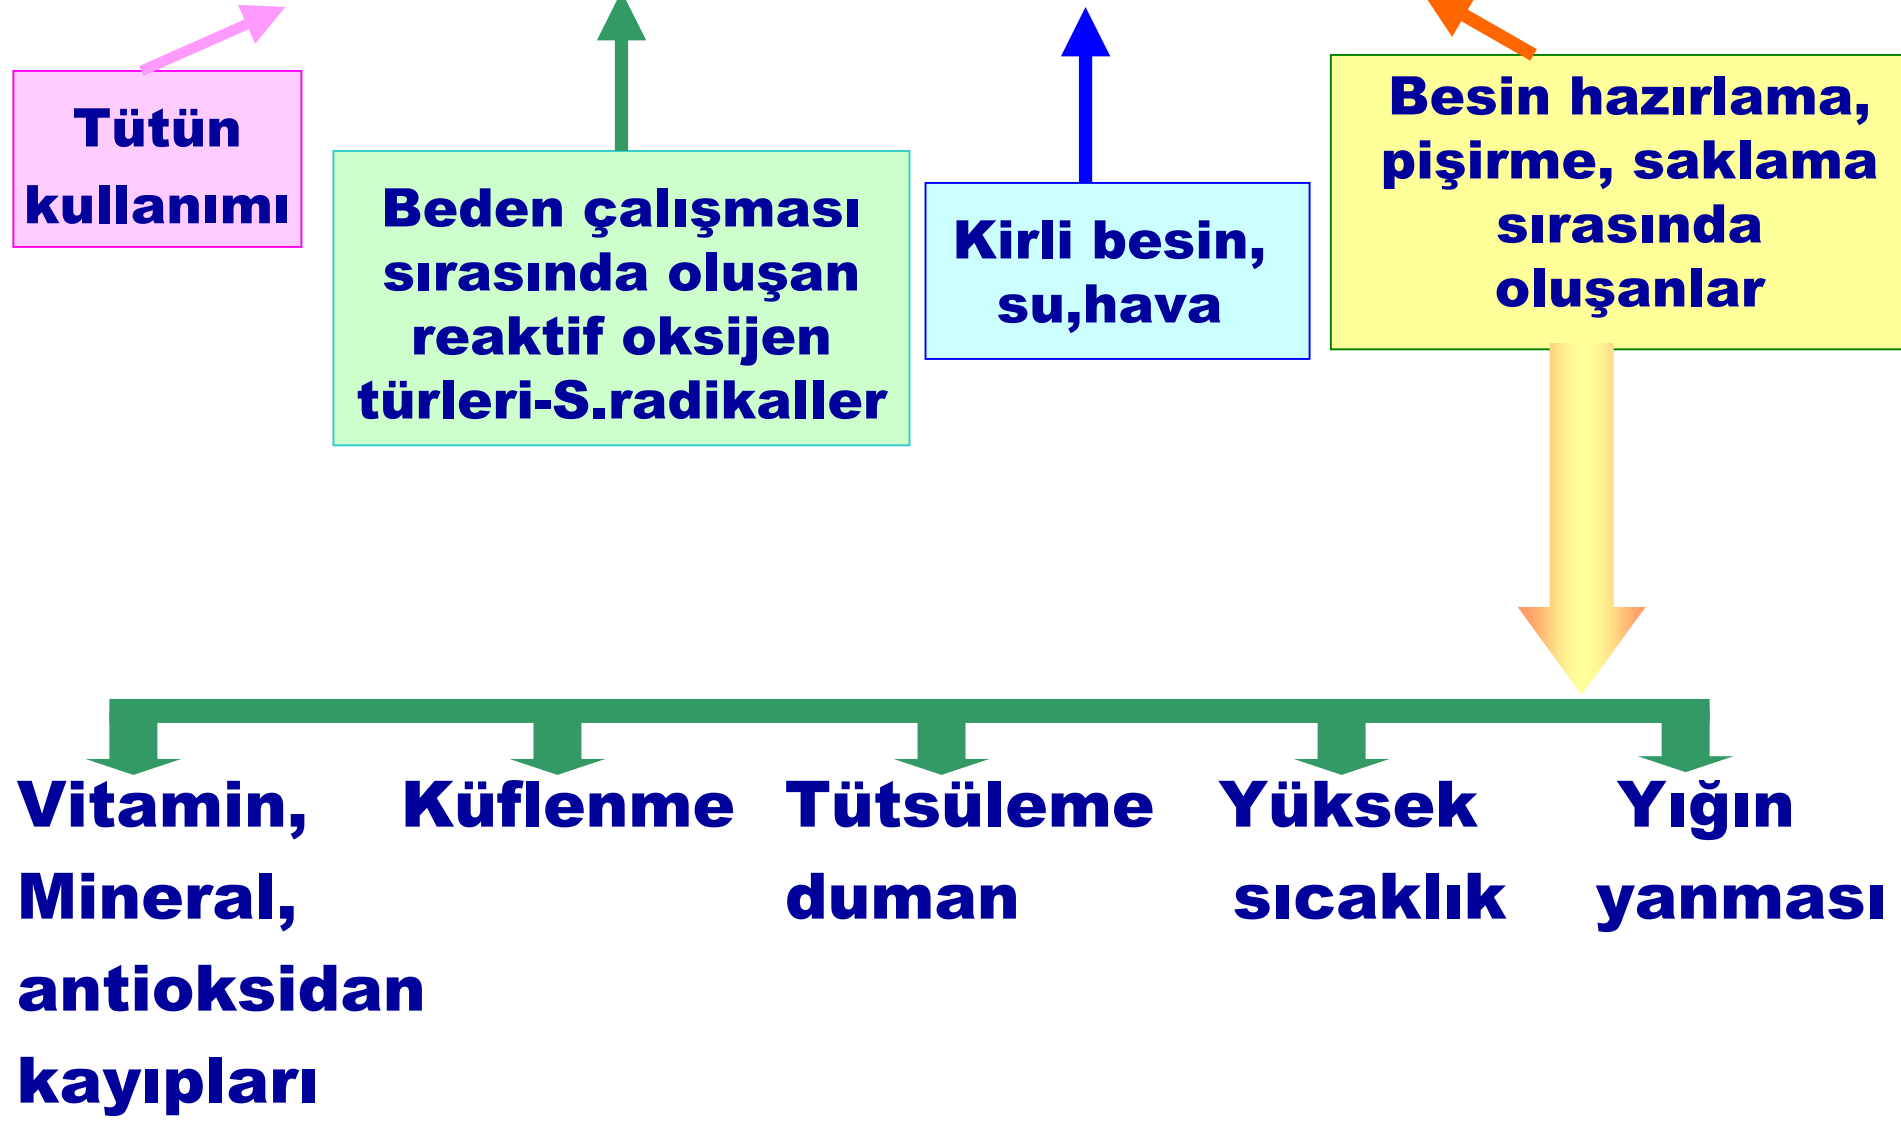 Tütün
kullanımı
Beden çalışması
sırasında oluşan
reaktif oksijen
türleri-S.radikaller
Kirli besin,
su,hava
Besin hazırlama,
pişirme, saklama
sırasında
oluşanlar
Vitamin,
Mineral,
antioksidan
kayıpları
Küflenme
Tütsüleme
duman
Yüksek
sıcaklık
Yığın
yanması